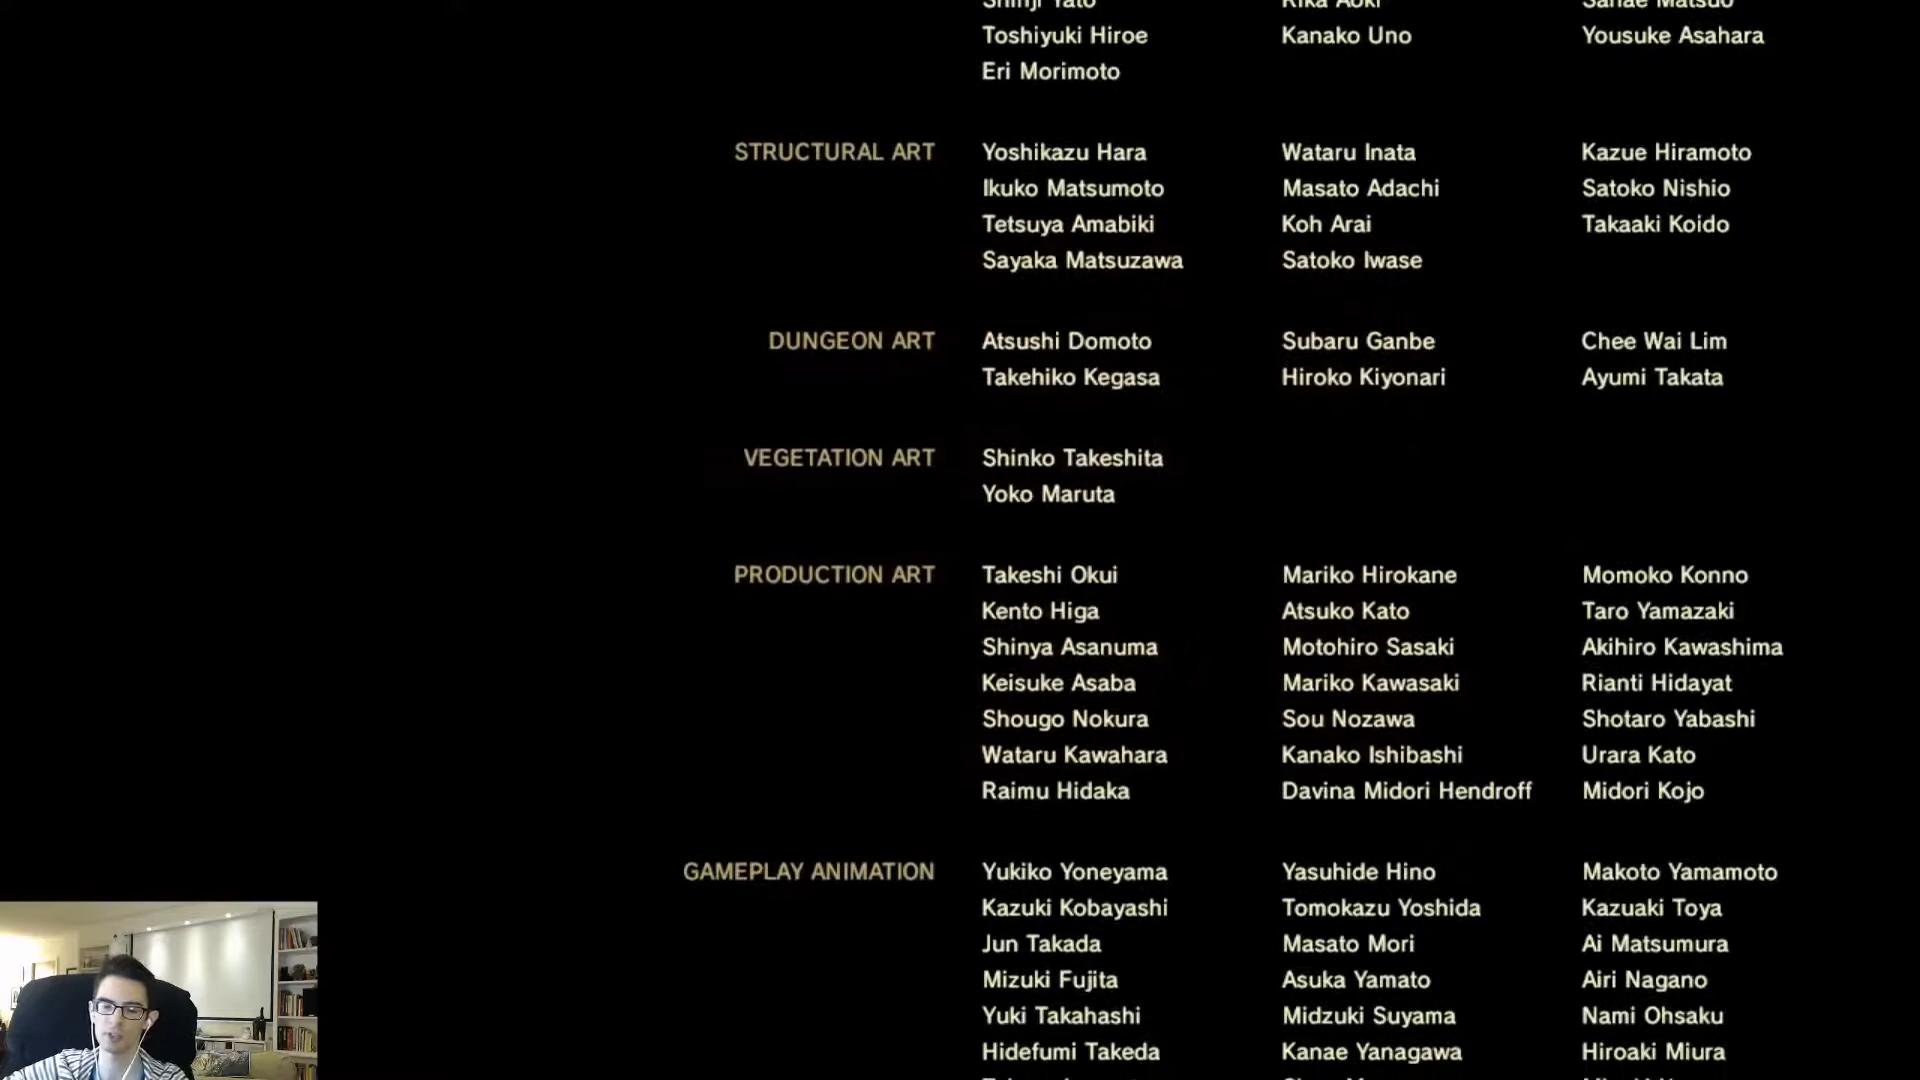 Shinji Yato Rika Aoki Sanae Matsuo
Toshiyuki Hiroe Kanako Uno Yousuke Asahara
Eri Morimoto
STRUCTURAL ART Yoshikazu Hara Wataru Inata Kazue Hiramoto
Ikuko Matsumoto Masato Adachi Satoko Nishio
Tetsuya Amabiki Koh Arai Takaaki Koido
Sayaka Matsuzawa Satoko Iwase
DUNGEON ART Atsushi Domoto Subaru Ganbe Chee Wai Lim
Takehiko Kegasa Hiroko Kiyonari Ayumi Takata
VEGETATION ART Shinko Takeshita
Yoko Maruta
PRODUCTION ART Takeshi Okui Mariko Hirokane Momoko Konno
Kento Higa Atsuko Kato Taro Yamazaki
Shinya Asanuma Motohiro Sasaki Akihiro Kawashima
Keisuke Asaba Mariko Kawasaki Rianti Hidayat
Shougo Nokura Sou Nozawa Shotaro Yabashi
Wataru Kawahara Kanako Ishibashi Urara Kato
Raimu Hidaka Davina Midori Hendroff Midori Kojo
GAMEPLAY ANIMATION Yukiko Yoneyama Yasuhide Hino Makoto Yamamoto
Kazuki Kobayashi Tomokazu Yoshida Kazuaki Toya
Jun Takada Masato Mori Ai Matsumura
Mizuki Fujita Asuka Yamato Airi Nagano
Yuki Takahashi Midzuki Suyama Nami Ohsaku
Hidefumi Takeda Kanae Yanagawa Hiroaki Miura